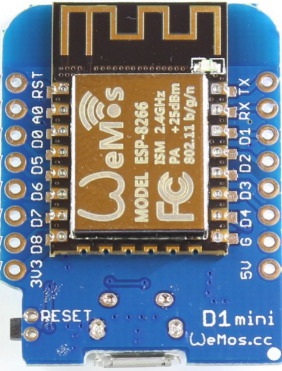 RST
A0
D0
D5
D6
D7
D8
3V3
WeMos
MODEL ESP-8266
ISM 2.4GHz
PA +25dBm
802.11 b/g/n
FC
TX
RX
D1
D2
D3
D4
G
5V
RESET
D1 mini
WeMos.cc